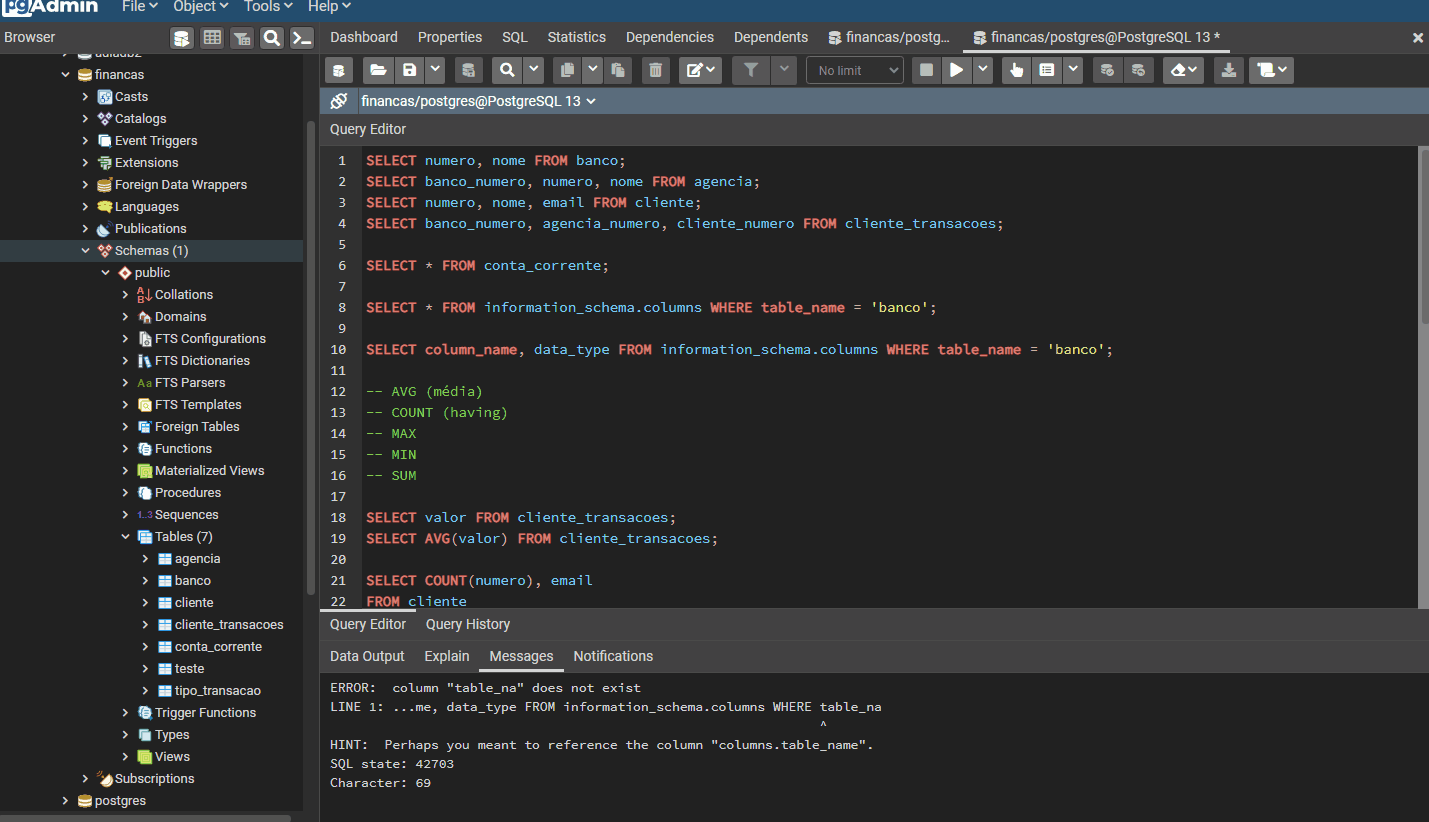 pgAdmin File Object Tools Help
Browser
Dashboard Properties SQL Statistics Dependencies Dependents financas/postg... financas/postgres@PostgreSQL 13 *
No limit
financas/postgres@PostgreSQL 13
Query Editor
financas
Casts
Catalogs
Event Triggers
Extensions
Foreign Data Wrappers
Languages
Publications
Schemas (1)
public
Collations
Domains
FTS Configurations
FTS Dictionaries
Aa FTS Parsers
FTS Templates
Foreign Tables
Functions
Materialized Views
Procedures
1..3 Sequences
Tables (7)
agencia
banco
cliente
cliente_transacoes
conta_corrente
teste
tipo_transacao
Trigger Functions
Types
Views
Subscriptions
postgres
1 SELECT numero, nome FROM banco;
2 SELECT banco_numero, numero, nome FROM agencia;
3 SELECT numero, nome, email FROM cliente;
4 SELECT banco_numero, agencia_numero, cliente_numero FROM cliente_transacoes;
5
6 SELECT * FROM conta_corrente;
7
8 SELECT * FROM information_schema.columns WHERE table_name = 'banco';
9
10 SELECT column_name, data_type FROM information_schema.columns WHERE table_name = 'banco';
11
12 -- AVG (média)
13 -- COUNT (having)
14 -- MAX
15 -- MIN
16 -- SUM
17
18 SELECT valor FROM cliente_transacoes;
19 SELECT AVG(valor) FROM cliente_transacoes;
20
21 SELECT COUNT(numero), email
22 FROM cliente
Query Editor Query History
Data Output Explain Messages Notifications
ERROR:  column "table_na" does not exist
LINE 1: ...me, data_type FROM information_schema.columns WHERE table_na
^
HINT:  Perhaps you meant to reference the column "columns.table_name".
SQL state: 42703
Character: 69